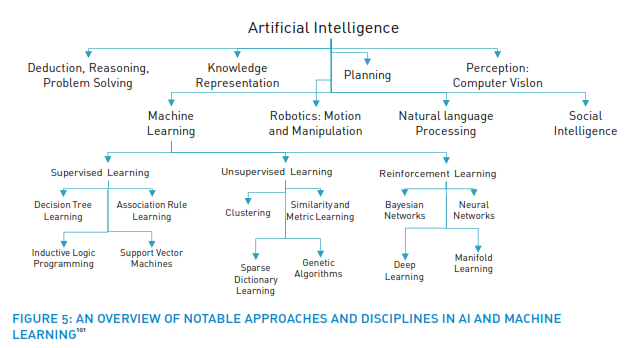 Artificial Intelligence
Deduction, Reasoning,
Problem Solving
Knowledge
Representation
Planning
Perception:
Computer Vislon
Machine
Learning
Robotics: Motion
and Manipulation
Natural language
Processing
Social
Intelligence
Supervised Learning
Unsupervised Learning
Reinforcement Learning
Decision Tree
Learning
Association Rule
Learning
Clustering
Similarity and
Metric Learning
Bayesian
Networks
Neural
Networks
Inductive Logic
Programming
Support Vector
Machines
Sparse
Dictionary
Learning
Genetic
Algorithms
Deep
Learning
Manifold
Learning
FIGURE 5: AN OVERVIEW OF NOTABLE APPROACHES AND DISCIPLINES IN AI AND MACHINE
LEARNING¹⁰¹